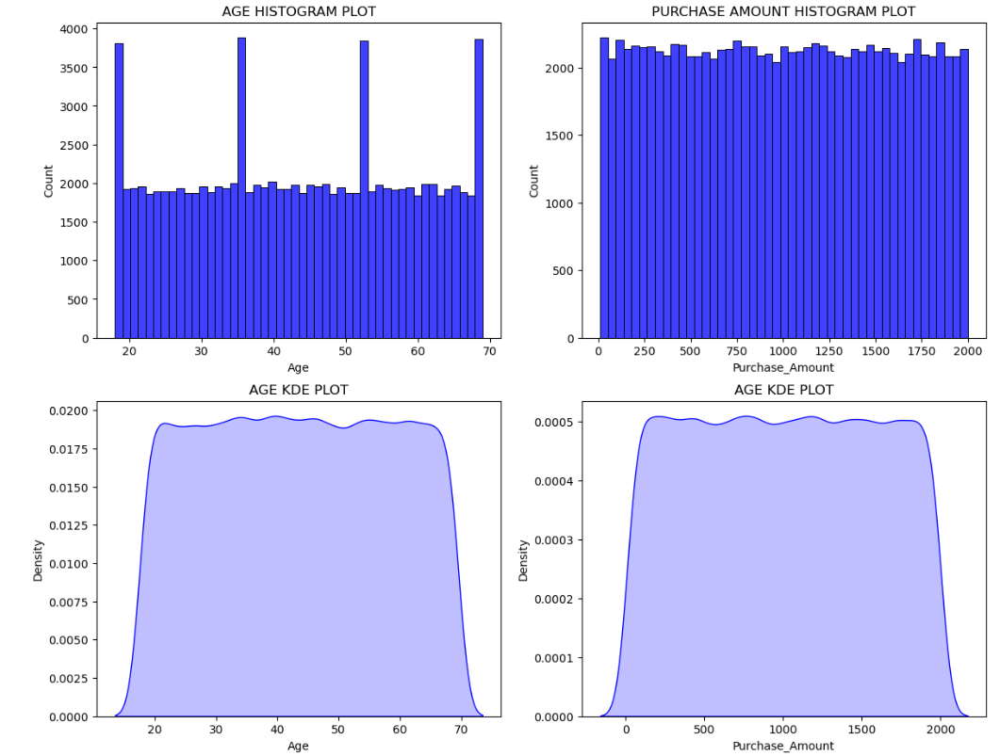 AGE HISTOGRAM PLOT
Count
4000
3500
3000
2500
2000
1500
1000
500
0
20 30 40 50 60 70
Age
PURCHASE AMOUNT HISTOGRAM PLOT
Count
2000
1500
1000
500
0
0 250 500 750 1000 1250 1500 1750 2000
Purchase_Amount
AGE KDE PLOT
Density
0.0200
0.0175
0.0150
0.0125
0.0100
0.0075
0.0050
0.0025
0.0000
20 30 40 50 60 70
Age
AGE KDE PLOT
Density
0.0005
0.0004
0.0003
0.0002
0.0001
0.0000
0 500 1000 1500 2000
Purchase_Amount